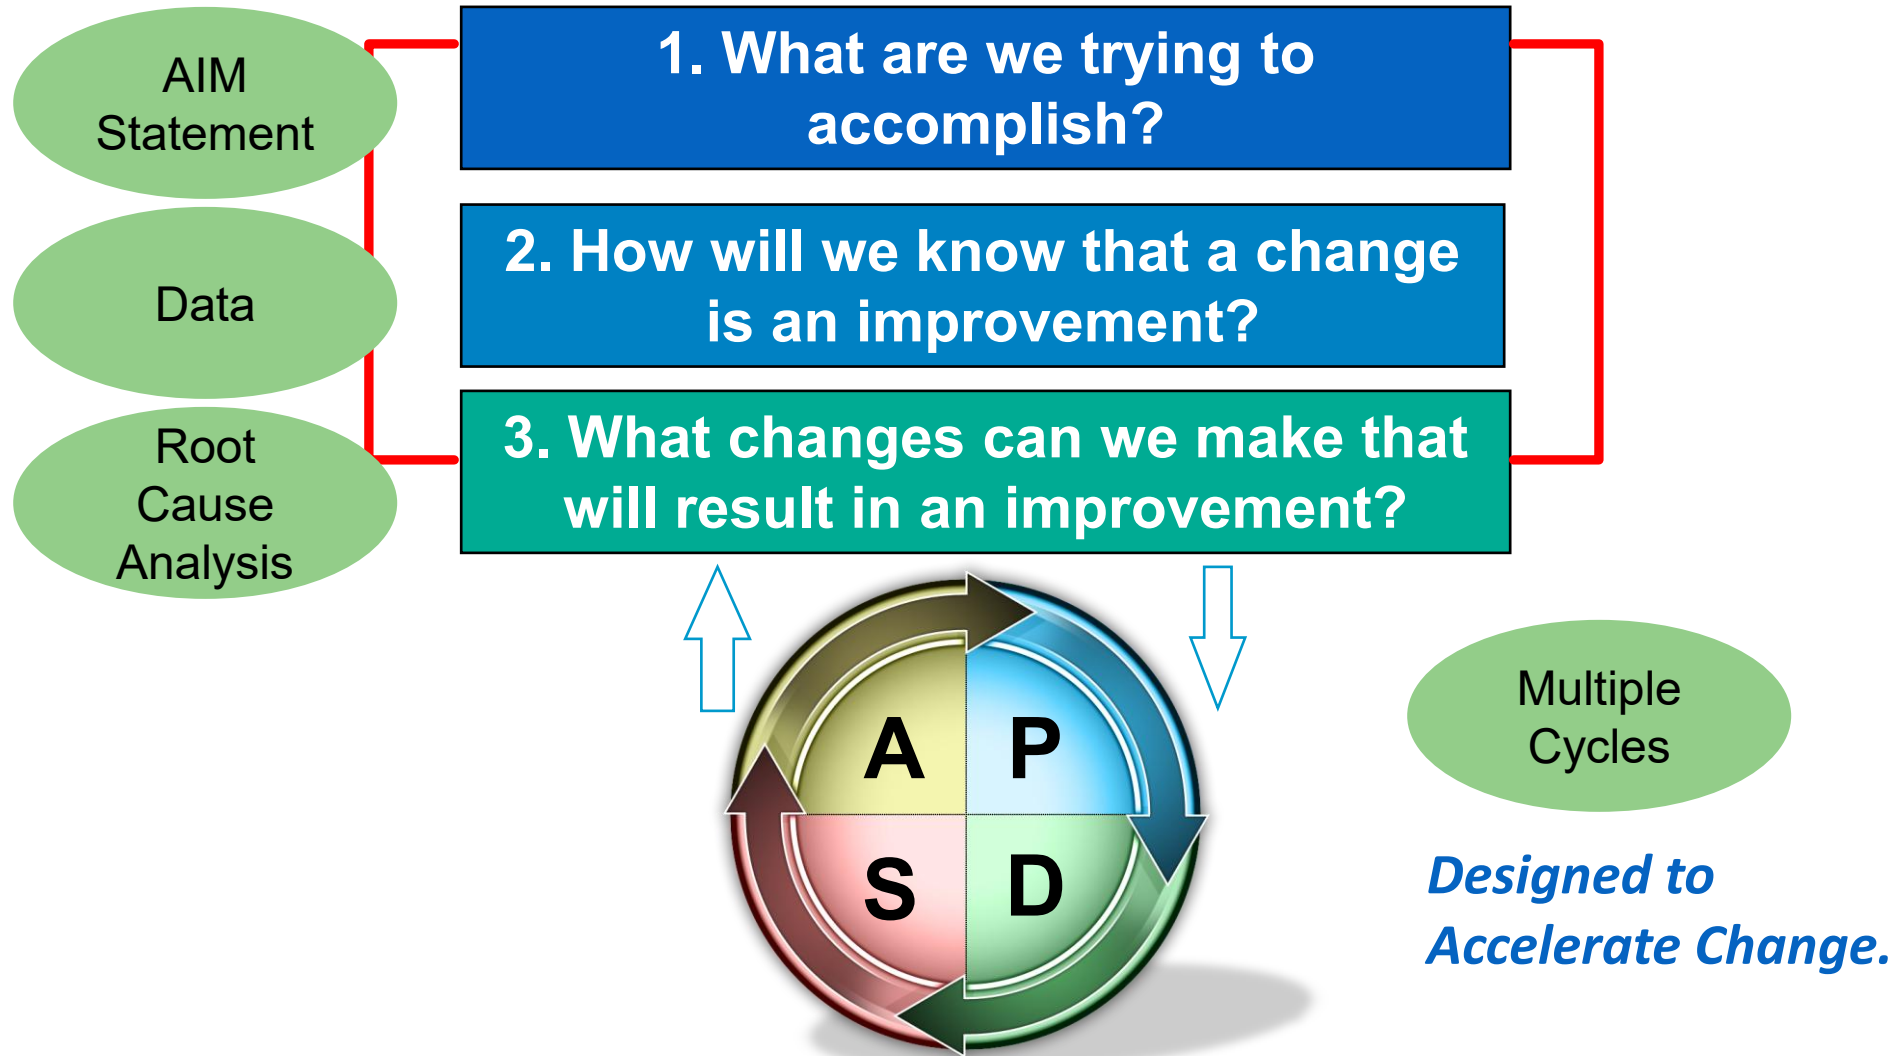 AIM
Statement
1. What are we trying to
accomplish?
Data
2. How will we know that a change
is an improvement?
Root
Cause
Analysis
3. What changes can we make that
will result in an improvement?
A
P
S
D
Multiple
Cycles
Designed to
Accelerate Change.